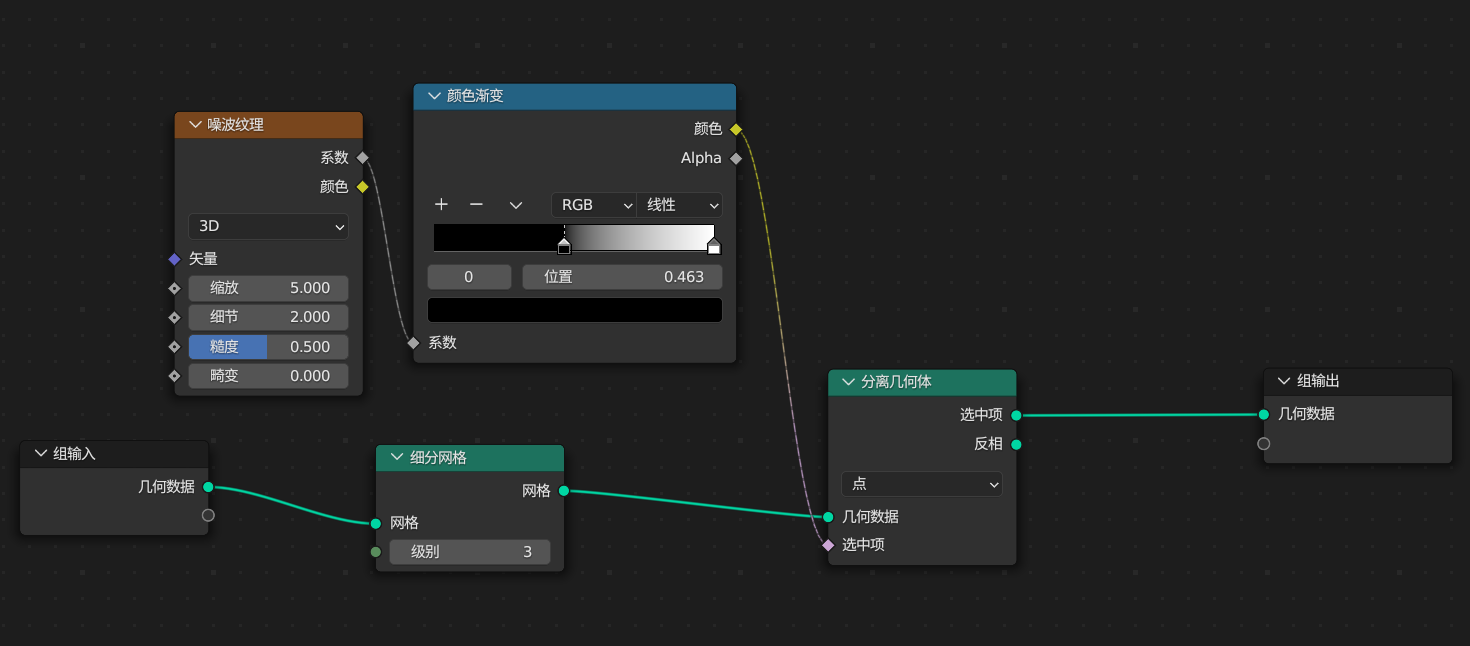 噪波纹理
系数
颜色
3D
矢量
缩放 5.000
细节 2.000
糙度 0.500
畸变 0.000
颜色渐变
颜色
Alpha
RGB 线性
0 位置 0.463
系数
组输入
几何数据
细分网格
网格
网格
级别 3
分离几何体
选中项
反相
点
几何数据
选中项
组输出
几何数据